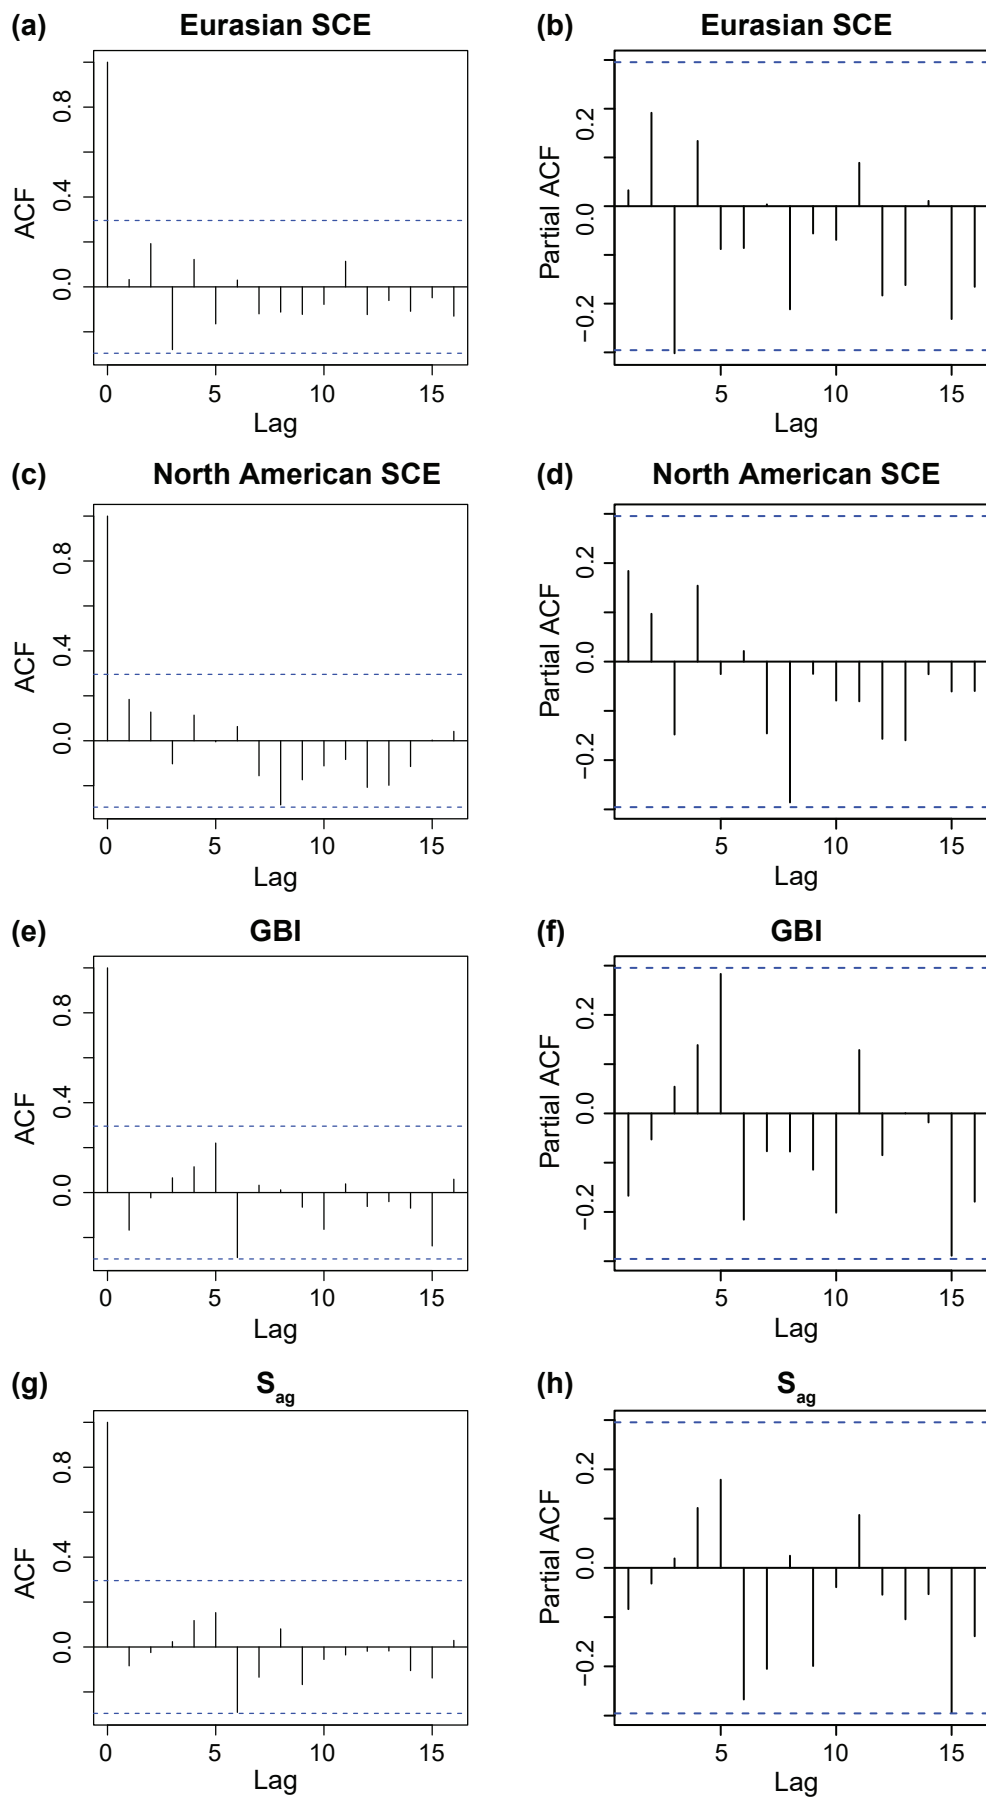 (a) Eurasian SCE
ACF
0.8
0.4
0.0
0 5 10 15
Lag
(b) Eurasian SCE
Partial ACF
0.2
0.0
−0.2
5 10 15
Lag
(c) North American SCE
ACF
0.8
0.4
0.0
0 5 10 15
Lag
(d) North American SCE
Partial ACF
0.2
0.0
−0.2
5 10 15
Lag
(e) GBI
ACF
0.8
0.4
0.0
0 5 10 15
Lag
(f) GBI
Partial ACF
0.2
0.0
−0.2
5 10 15
Lag
(g) Sag
ACF
0.8
0.4
0.0
0 5 10 15
Lag
(h) Sag
Partial ACF
0.2
0.0
−0.2
5 10 15
Lag